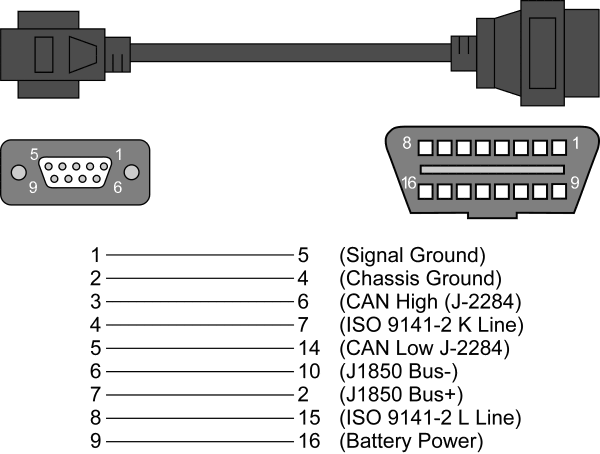 5 1
9 6
8 1
16 9
1 5 (Signal Ground)
2 4 (Chassis Ground)
3 6 (CAN High (J-2284)
4 7 (ISO 9141-2 K Line)
5 14 (CAN Low J-2284)
6 10 (J1850 Bus-)
7 2 (J1850 Bus+)
8 15 (ISO 9141-2 L Line)
9 16 (Battery Power)